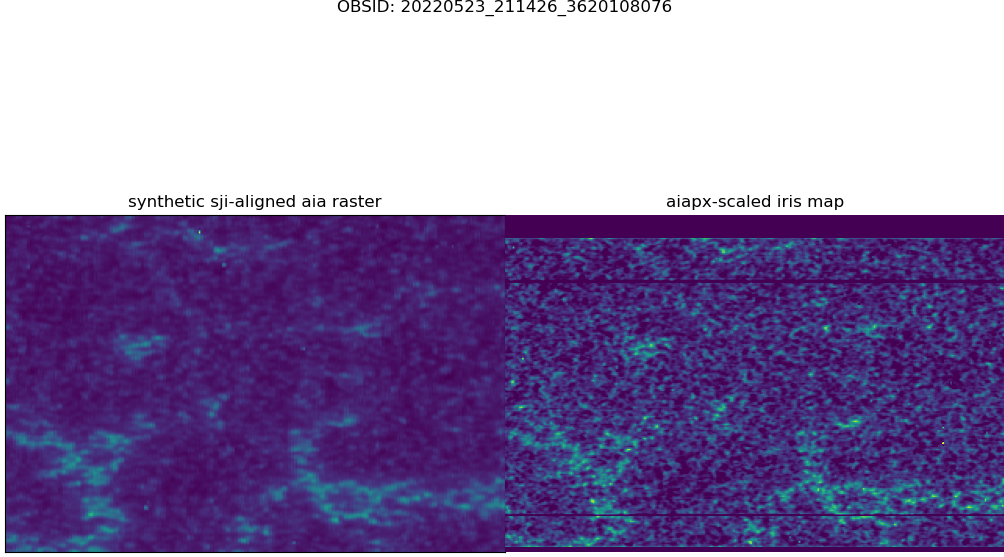 OBSID: 20220523_211426_3620108076
synthetic sji-aligned aia raster
aiapx-scaled iris map